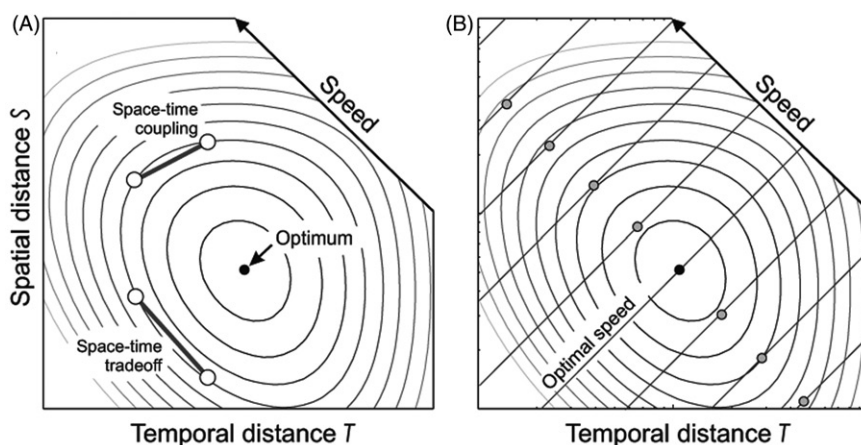 (A)
Speed
Space-time
coupling
Optimum
Space-time
tradeoff
Spatial distance S
Temporal distance T
(B)
Speed
Optimal speed
Temporal distance T